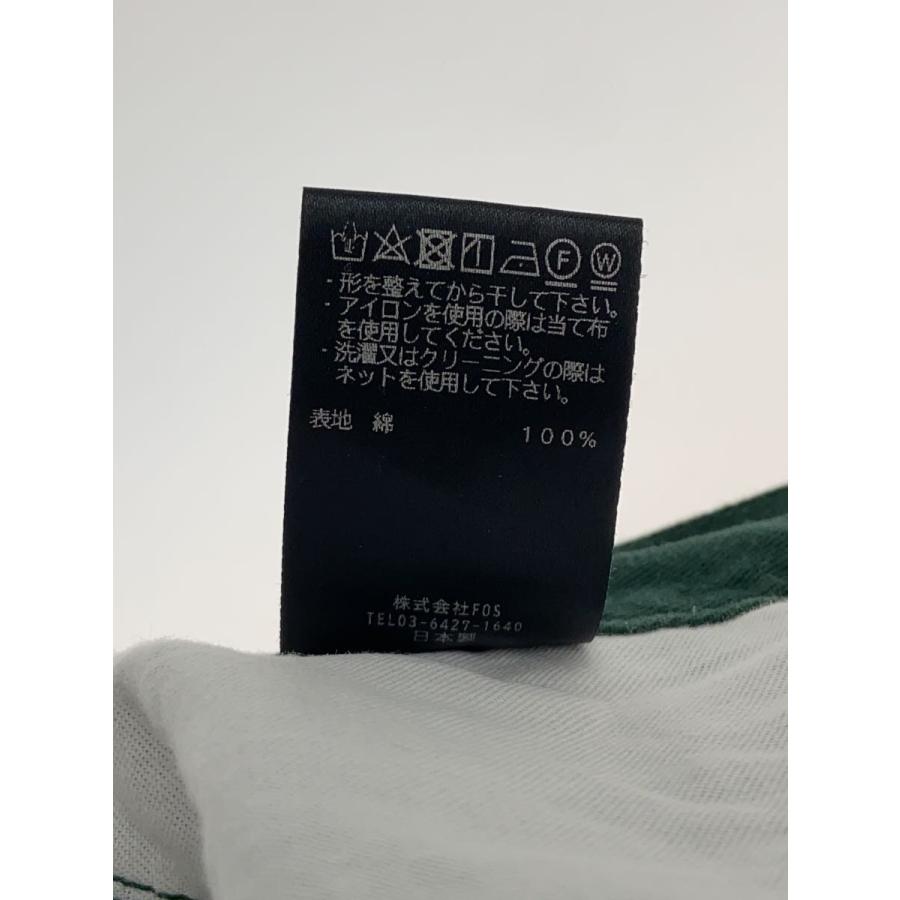 F W
・形を整えてから干して下さい。
・アイロンを使用の際は当て布
を使用してください。
・洗濯又はクリーニングの際は
ネットを使用して下さい。
表地 綿 100%
株式会社FOS
TEL03-6427-1640
日本製